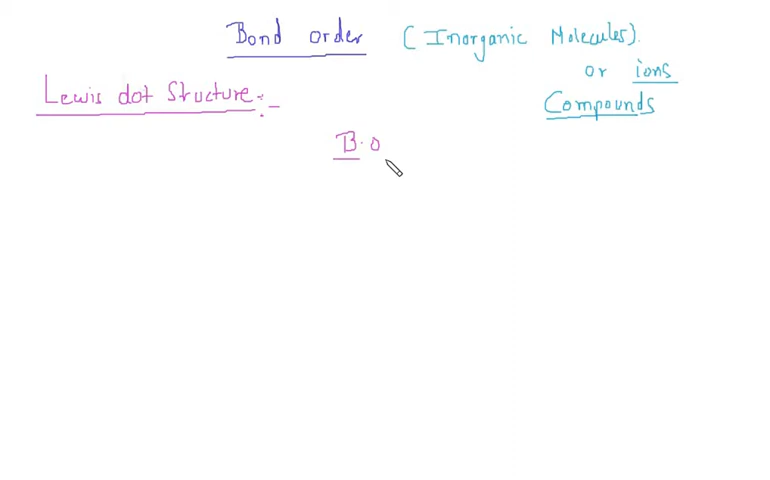 Bond order (Inorganic Molecules).
or ions
Lewis dot Structure :-
Compounds
B.O